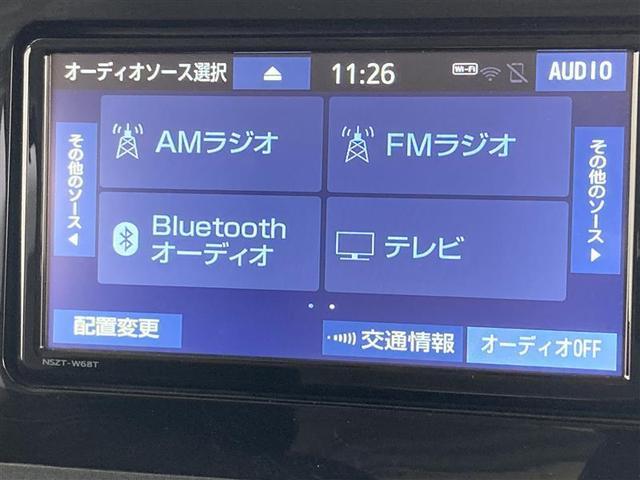 オーディオソース選択
11:26
Wi-Fi
AUDIO
AMラジオ
FMラジオ
その他のソース
Bluetooth
オーディオ
テレビ
その他のソース
配置変更
交通情報
オーディオOFF
NSZT-W68T